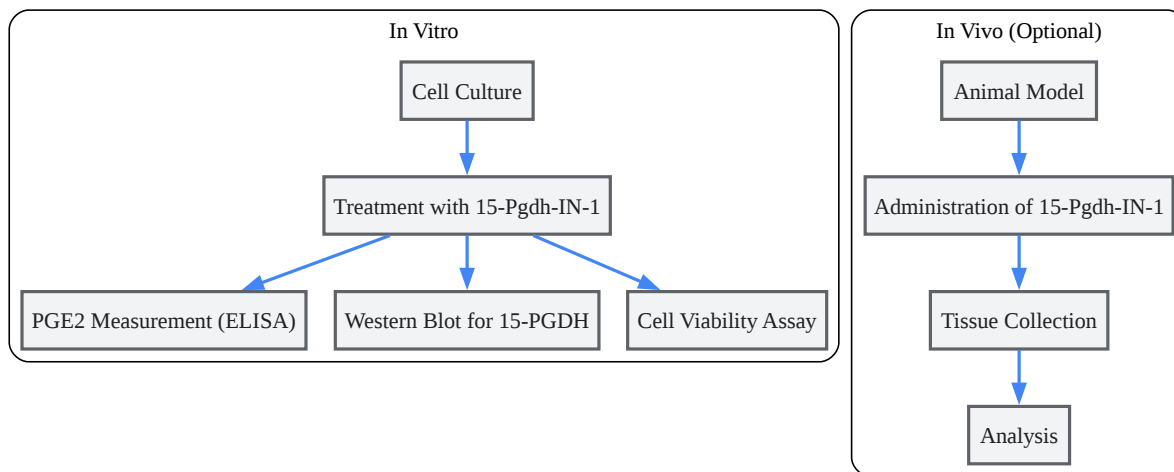 In Vitro
Cell Culture
Treatment with 15-Pgdh-IN-1
PGE2 Measurement (ELISA)
Western Blot for 15-PGDH
Cell Viability Assay
In Vivo (Optional)
Animal Model
Administration of 15-Pgdh-IN-1
Tissue Collection
Analysis